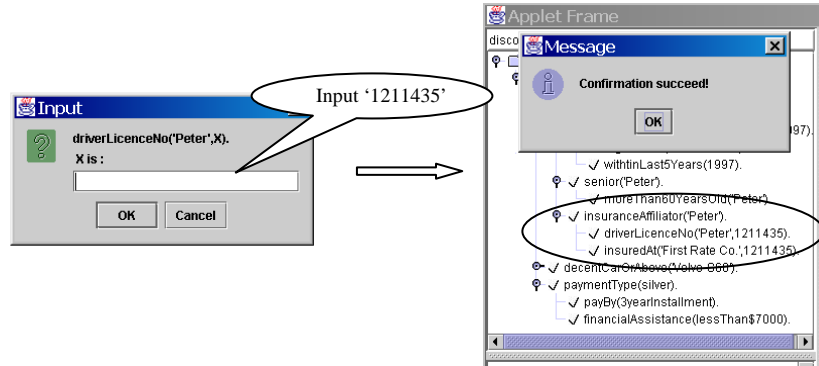 Input
driverLicenceNo('Peter',X).
X is :
OK
Cancel
Input ‘1211435’
Applet Frame
disco
Message
Confirmation succeed!
OK
997).
withtinLast5Years(1997).
senior('Peter').
moreThan60YearsOld('Peter')
insuranceAffiliator('Peter').
driverLicenceNo('Peter',1211435).
insuredAt('First Rate Co.',1211435).
decentCarOrAbove('Volvo-S60').
paymentType(silver).
payBy(3yearInstallment).
financialAssistance(lessThan$7000).